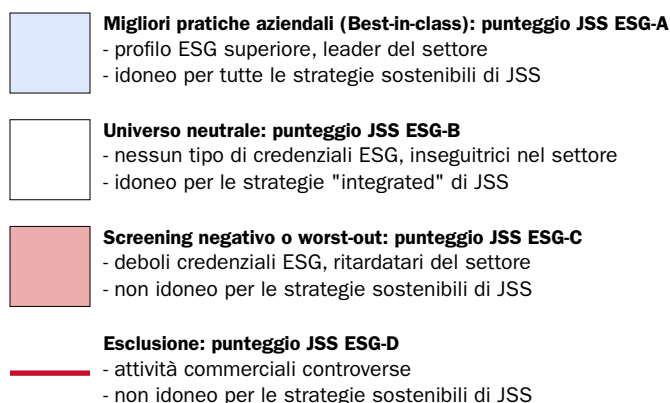 Migliori pratiche aziendali (Best-in-class): punteggio JSS ESG-A
- profilo ESG superiore, leader del settore
- idoneo per tutte le strategie sostenibili di JSS
Universo neutrale: punteggio JSS ESG-B
- nessun tipo di credenziali ESG, inseguitrici nel settore
- idoneo per le strategie "integrated" di JSS
Screening negativo o worst-out: punteggio JSS ESG-C
- deboli credenziali ESG, ritardatari del settore
- non idoneo per le strategie sostenibili di JSS
Esclusione: punteggio JSS ESG-D
- attività commerciali controverse
- non idoneo per le strategie sostenibili di JSS